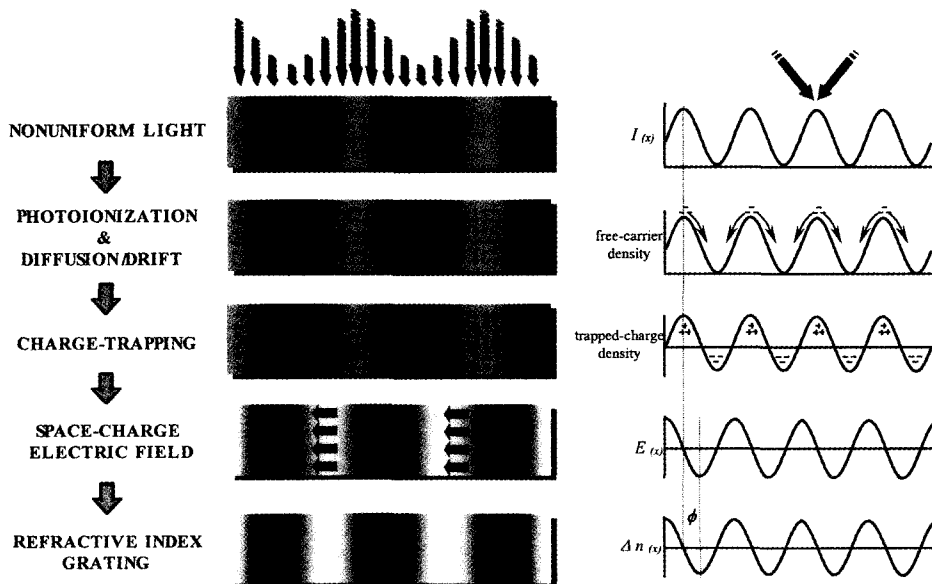 NONUNIFORM LIGHT
PHOTOIONIZATION
&
DIFFUSION/DRIFT
CHARGE-TRAPPING
SPACE-CHARGE
ELECTRIC FIELD
REFRACTIVE INDEX
GRATING
I (x)
free-carrier
density
trapped-charge
density
E (x)
ϕ
Δ n (x)